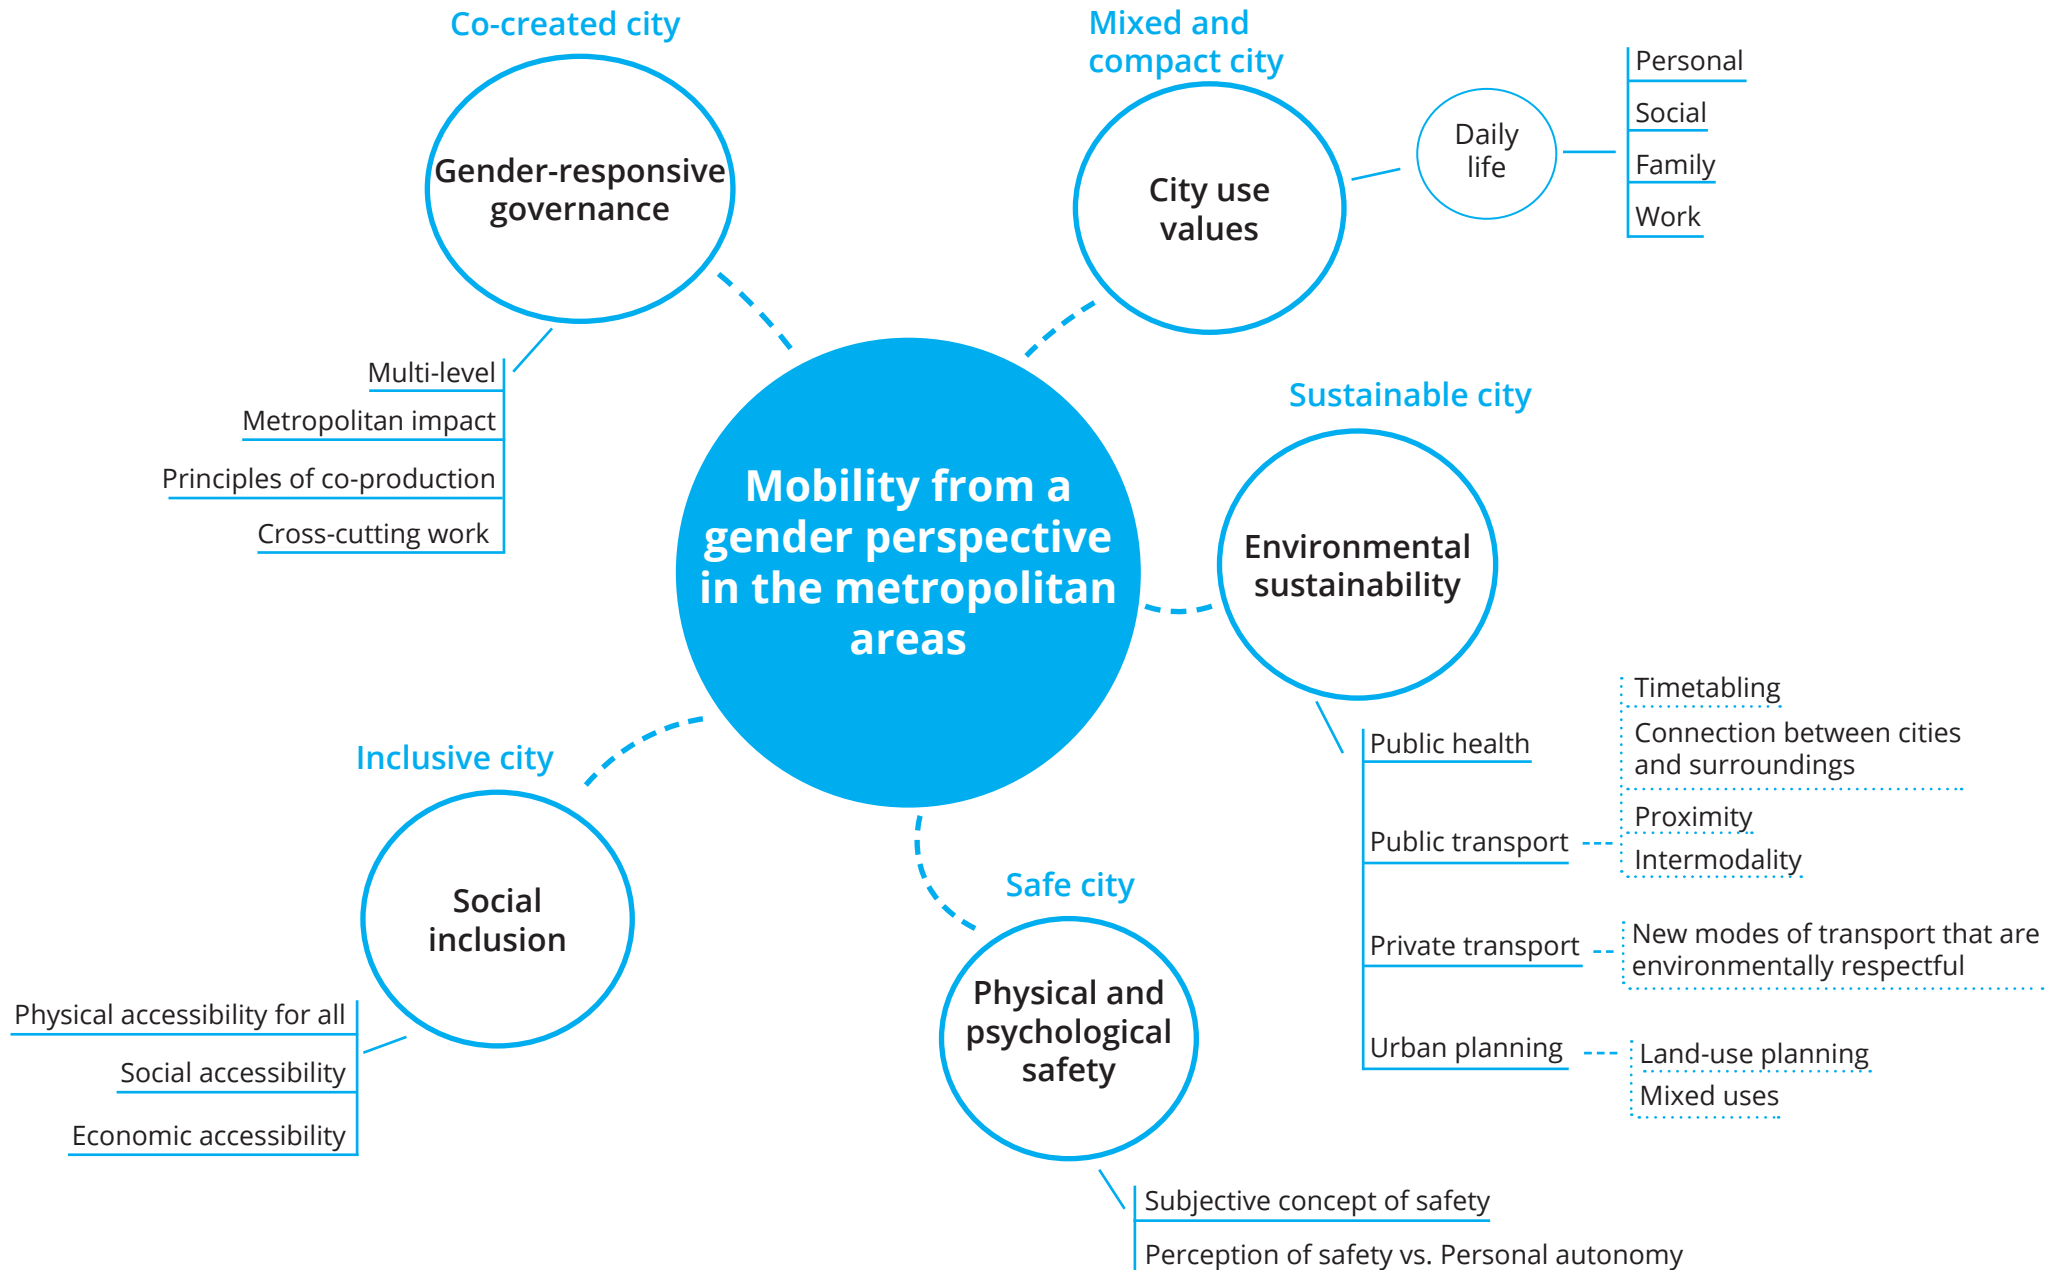 Co-created city
Gender-responsive
governance
Multi-level
Metropolitan impact
Principles of co-production
Cross-cutting work
Mixed and
compact city
City use
values
Daily
life
Personal
Social
Family
Work
Mobility from a
gender perspective
in the metropolitan
areas
Sustainable city
Environmental
sustainability
Public health
Public transport
Timetabling
Connection between cities
and surroundings
Proximity
Intermodality
Private transport
New modes of transport that are
environmentally respectful
Urban planning
Land-use planning
Mixed uses
Inclusive city
Social
inclusion
Physical accessibility for all
Social accessibility
Economic accessibility
Safe city
Physical and
psychological
safety
Subjective concept of safety
Perception of safety vs. Personal autonomy